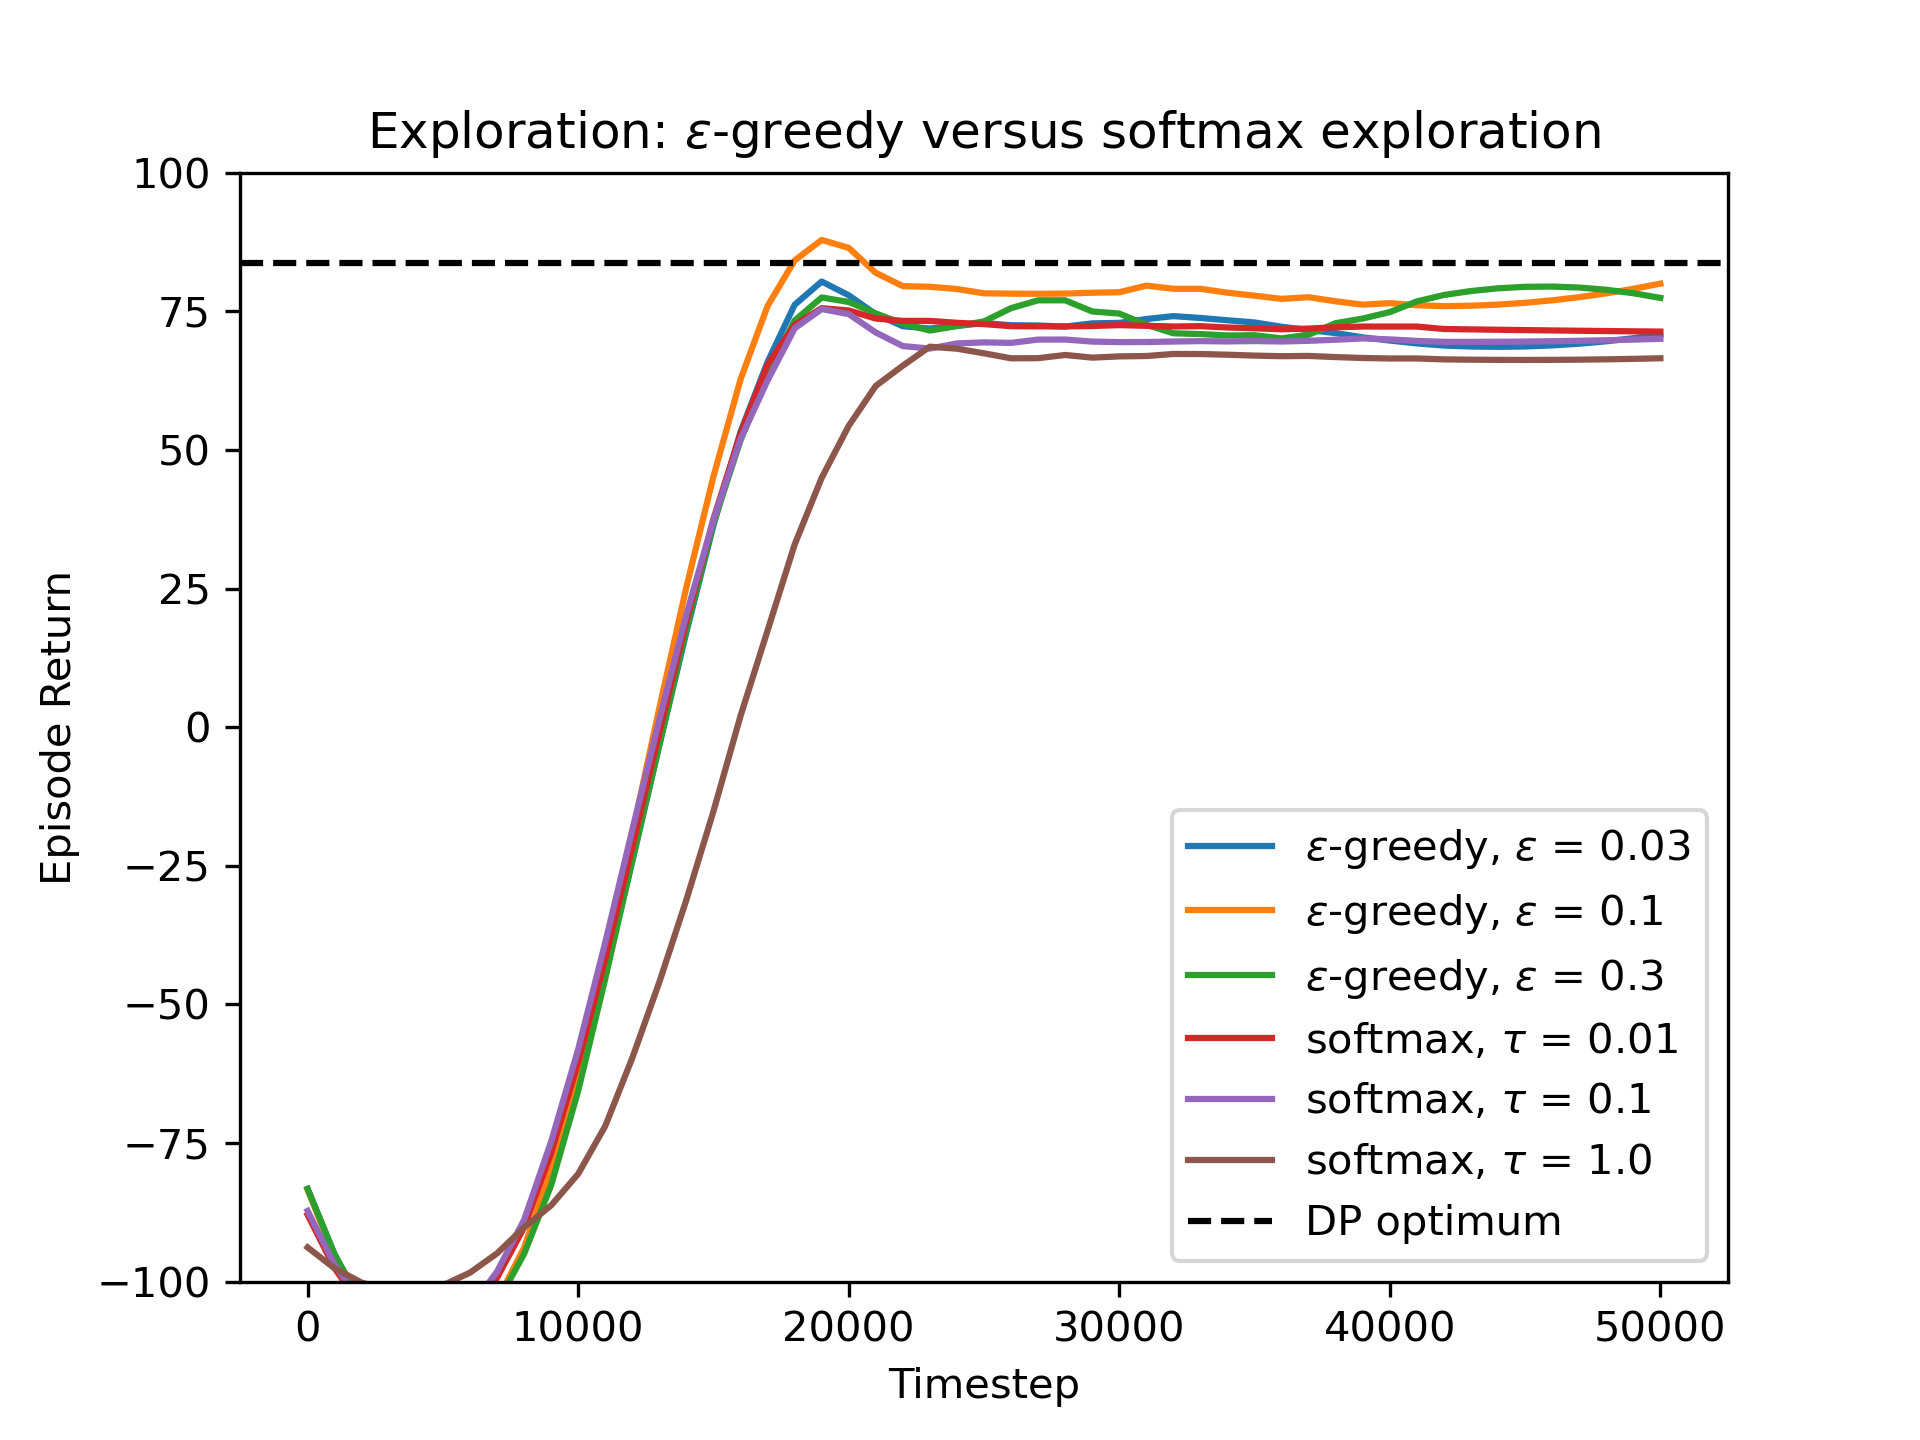 Exploration: ε-greedy versus softmax exploration
100
75
50
25
0
−25
−50
−75
−100
Episode Return
0 10000 20000 30000 40000 50000
Timestep
ε-greedy, ε = 0.03
ε-greedy, ε = 0.1
ε-greedy, ε = 0.3
softmax, τ = 0.01
softmax, τ = 0.1
softmax, τ = 1.0
DP optimum